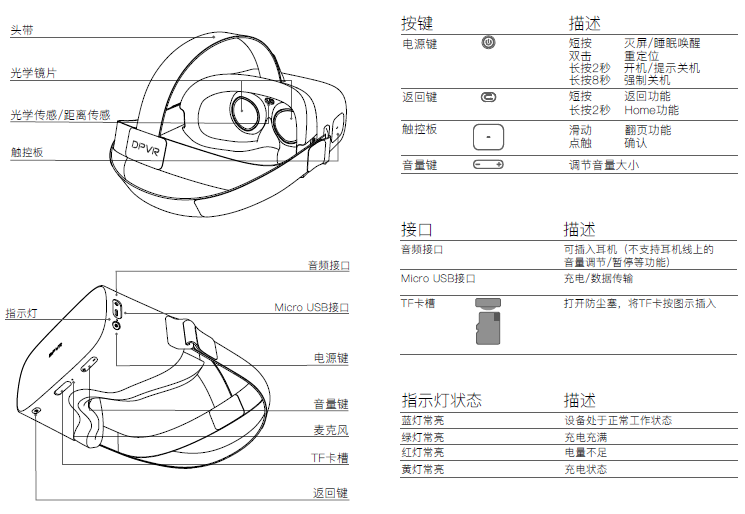 头带
光学镜片
光学传感/距离传感
触控板
DPVR
音频接口
Micro USB接口
指示灯
DPVR
电源键
音量键
麦克风
TF卡槽
返回键
按键 描述
电源键 短按 灭屏/睡眠唤醒
双击 重定位
长按2秒 开机/提示关机
长按8秒 强制关机
返回键 短按 返回功能
长按2秒 Home功能
触控板 滑动 翻页功能
点触 确认
音量键 调节音量大小
接口 描述
音频接口 可插入耳机（不支持耳机线上的
音量调节/暂停等功能）
Micro USB接口 充电/数据传输
TF卡槽 打开防尘塞，将TF卡按图示插入
指示灯状态 描述
蓝灯常亮 设备处于正常工作状态
绿灯常亮 充电充满
红灯常亮 电量不足
黄灯常亮 充电状态